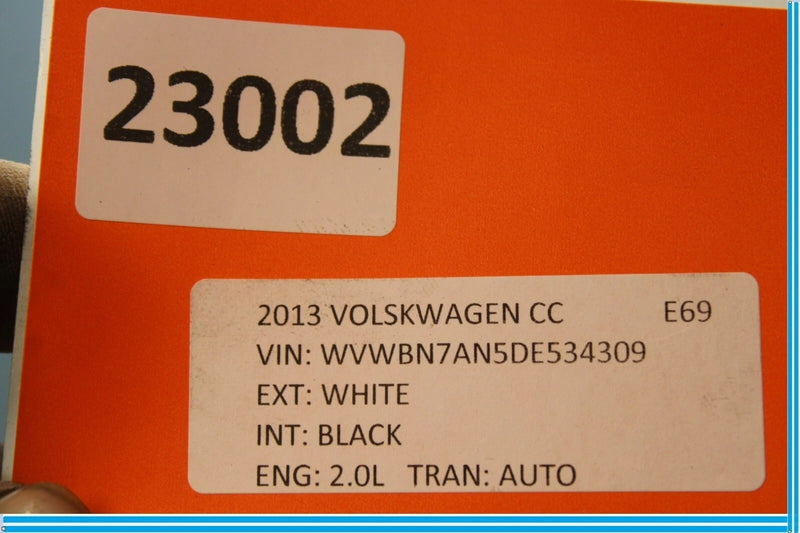 23002
2013 VOLSKWAGEN CC E69
VIN: WVWBN7AN5DE534309
EXT: WHITE
INT: BLACK
ENG: 2.0L TRAN: AUTO